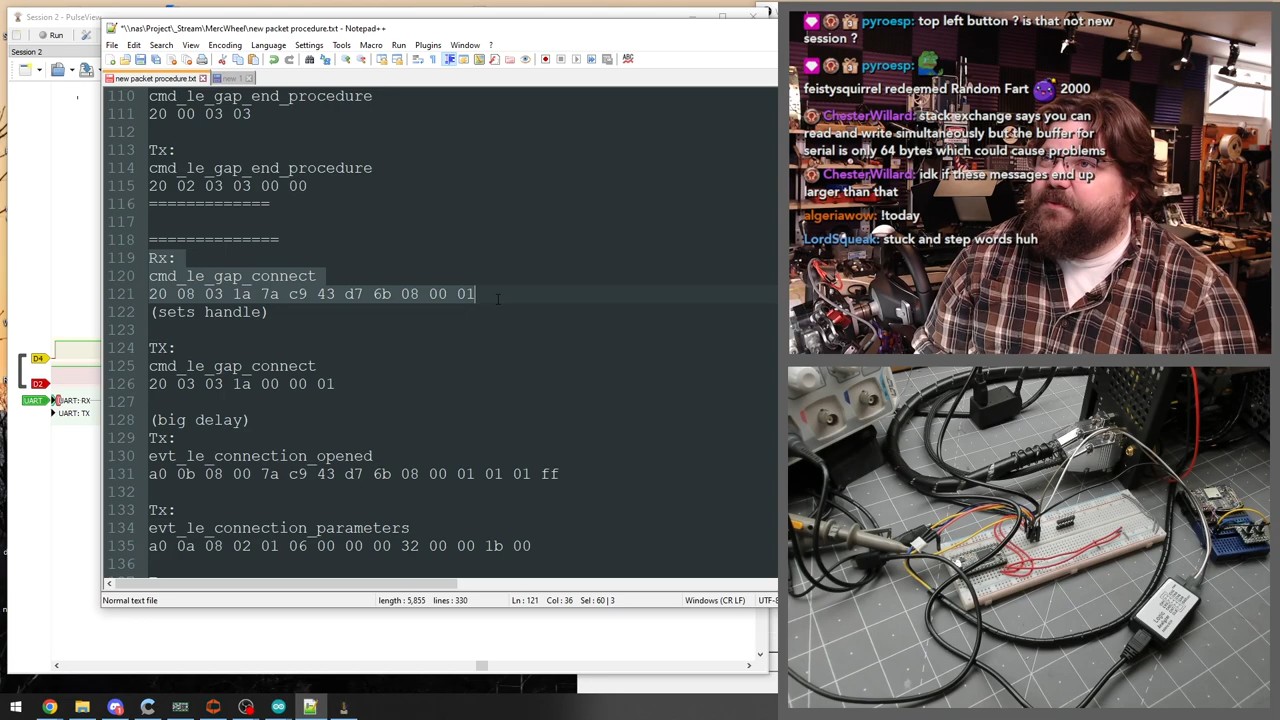 Session 2 - PulseView
*\\nas\Project\_Stream\MercWheel\new packet procedure.txt - Notepad++
Run
File Edit Search View Encoding Language Settings Tools Macro Run Plugins Window ?
Session 2
new packet procedure.txt new 1
110 cmd_le_gap_end_procedure
111 20 00 03 03
112
113 Tx:
114 cmd_le_gap_end_procedure
115 20 02 03 03 00 00
116 =============
117
118 ==============
119 Rx:
120 cmd_le_gap_connect
121 20 08 03 1a 7a c9 43 d7 6b 08 00 01
122 (sets handle)
123
124 TX:
125 cmd_le_gap_connect
126 20 03 03 1a 00 00 01
127
128 (big delay)
129 Tx:
130 evt_le_connection_opened
131 a0 0b 08 00 7a c9 43 d7 6b 08 00 01 01 01 ff
132
133 Tx:
134 evt_le_connection_parameters
135 a0 0a 08 02 01 06 00 00 00 32 00 00 1b 00
136
D4
D2
UART UART: RX
UART: TX
Normal text file length : 5,855 lines : 330 Ln : 121 Col : 36 Sel : 60 | 3 Windows (CR LF) UTF-8
pyroesp: top left button ? is that not new
session ?
pyroesp:
feistysquirrel redeemed Random Fart 2000
ChesterWillard: stack exchange says you can
read and write simultaneously but the buffer for
serial is only 64 bytes which could cause problems
ChesterWillard: idk if these messages end up
larger than that
algeriawow: !today
LordSqueak: stuck and step words huh
Logic